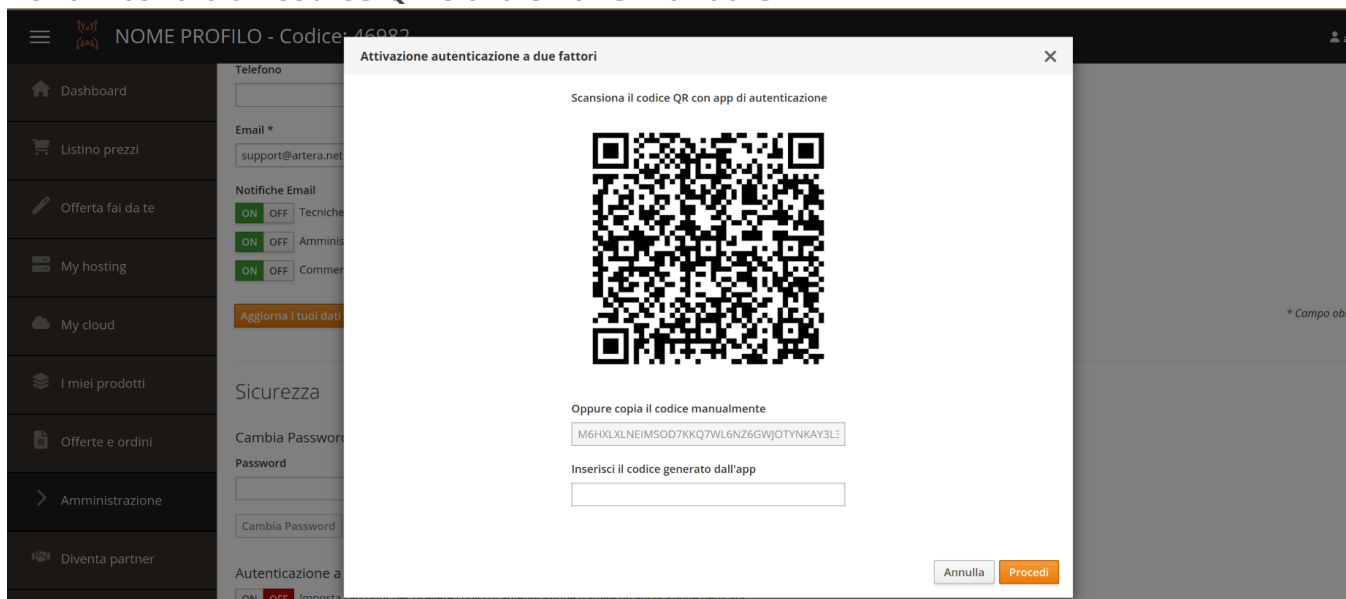 NOME PROFILO - Codice: 46982
Dashboard
Listino prezzi
Offerta fai da te
My hosting
My cloud
I miei prodotti
Offerte e ordini
Amministrazione
Diventa partner
Telefono
Email *
support@artera.net
Notifiche Email
ON OFF Tecniche
ON OFF Amminis
ON OFF Commer
Aggiorna i tuoi dati
* Campo ob
Sicurezza
Cambia Password
Password
Cambia Password
Autenticazione a
ON OFF Imposta
Attivazione autenticazione a due fattori
Scansiona il codice QR con app di autenticazione
Oppure copia il codice manualmente
M6HXLXLNEIMSOD7KKQ7WL6NZ6GWJOTYNKAY3L
Inserisci il codice generato dall'app
Annulla Procedi